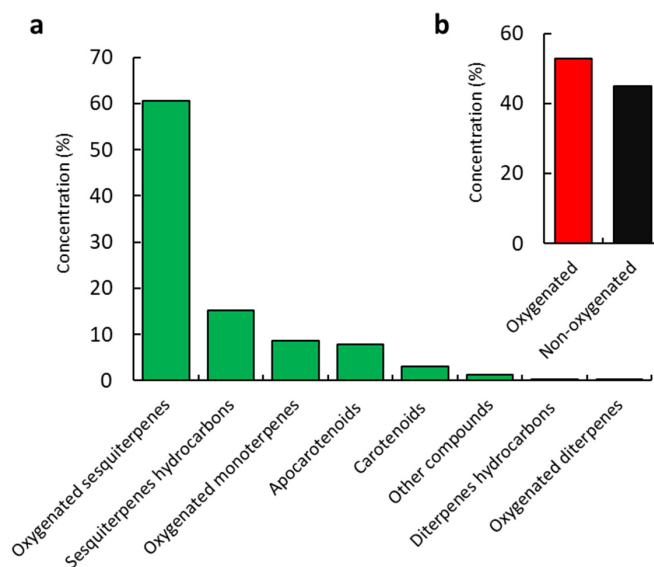 a
Concentration (%)
70
60
50
40
30
20
10
0
Oxygenated sesquiterpenes
Sesquiterpenes hydrocarbons
Oxygenated monoterpenes
Apocarotenoids
Carotenoids
Other compounds
Diterpenes hydrocarbons
Oxygenated diterpenes
b
Concentration (%)
60
40
20
0
Oxygenated
Non-oxygenated